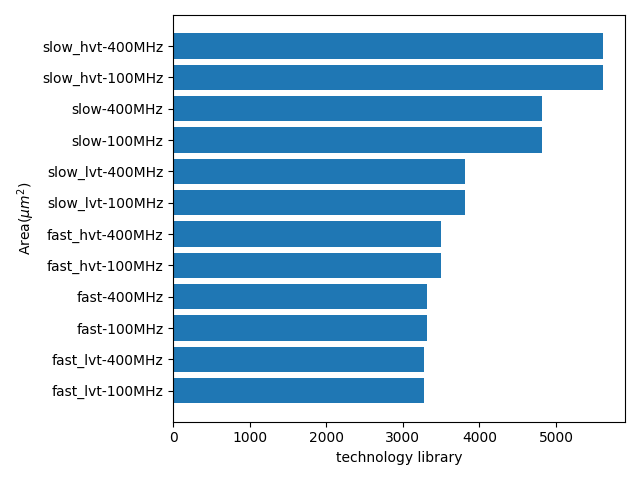 slow_hvt-400MHz
slow_hvt-100MHz
slow-400MHz
slow-100MHz
slow_lvt-400MHz
slow_lvt-100MHz
fast_hvt-400MHz
fast_hvt-100MHz
fast-400MHz
fast-100MHz
fast_lvt-400MHz
fast_lvt-100MHz
Area(μm²)
0 1000 2000 3000 4000 5000
technology library